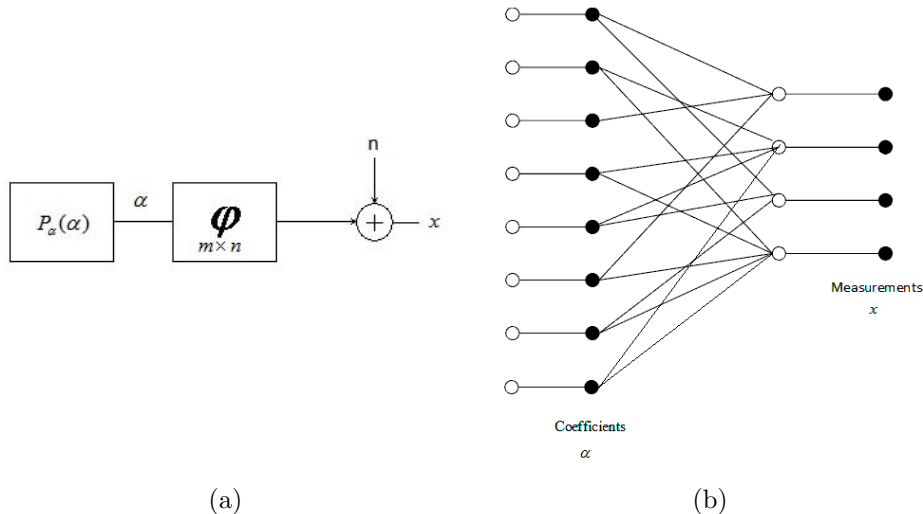 n
P_α(α)
α
φ
m × n
+
x
Measurements
x
Coefficients
α
(a)
(b)